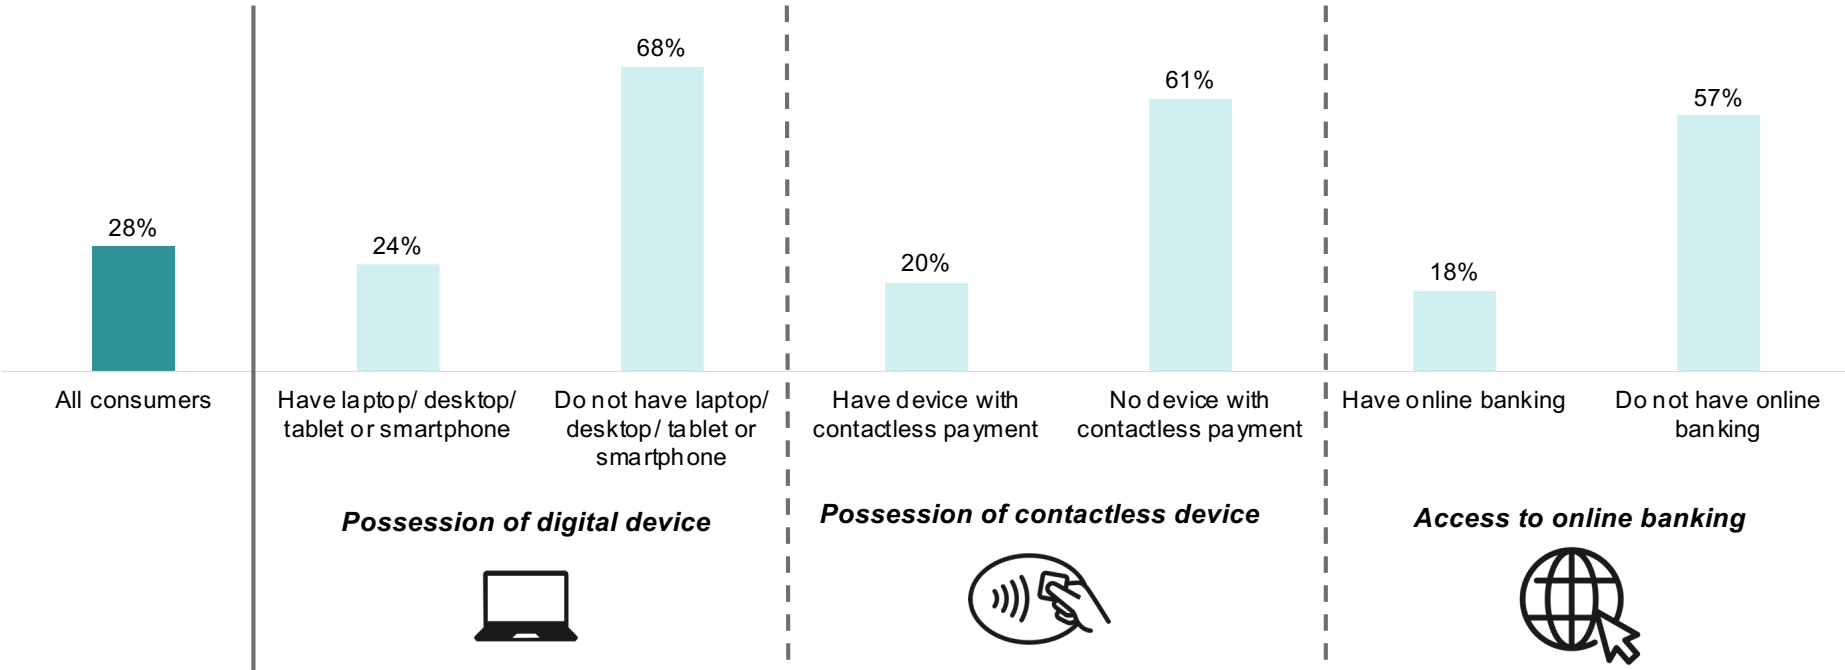 28%
24%
68%
20%
61%
18%
57%
All consumers
Have laptop/ desktop/
tablet or smartphone
Do not have laptop/
desktop/ tablet or
smartphone
Have device with
contactless payment
No device with
contactless payment
Have online banking
Do not have online
banking
Possession of digital device
Possession of contactless device
Access to online banking